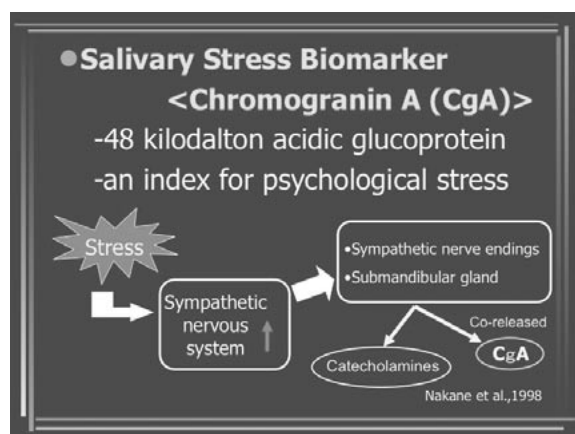 ●Salivary Stress Biomarker
<Chromogranin A (CgA)>
-48 kilodalton acidic glucoprotein
-an index for psychological stress
Stress
Sympathetic
nervous
system
•Sympathetic nerve endings
•Submandibular gland
Co-released
Catecholamines
CgA
Nakane et al.,1998